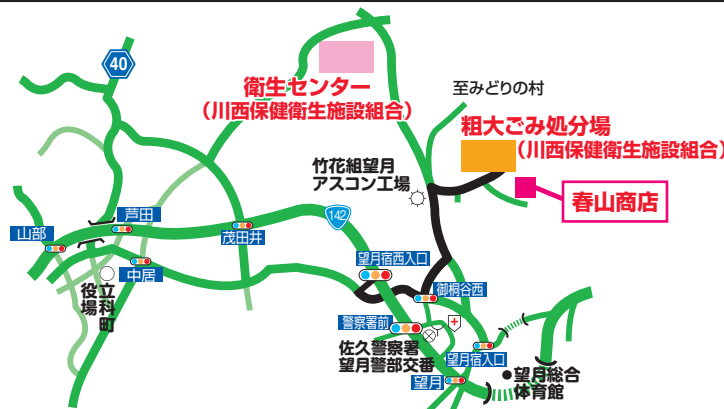 40
衛生センター
(川西保健衛生施設組合)
至みどりの村
粗大ごみ処分場
(川西保健衛生施設組合)
竹花組望月
アスコン工場
春山商店
芦田
142
山部
茂田井
望月宿西入口
中居
立科町
役場
御桐谷西
警察署前
佐久警察署
望月警部交番
望月宿入口
望月
望月総合
体育館